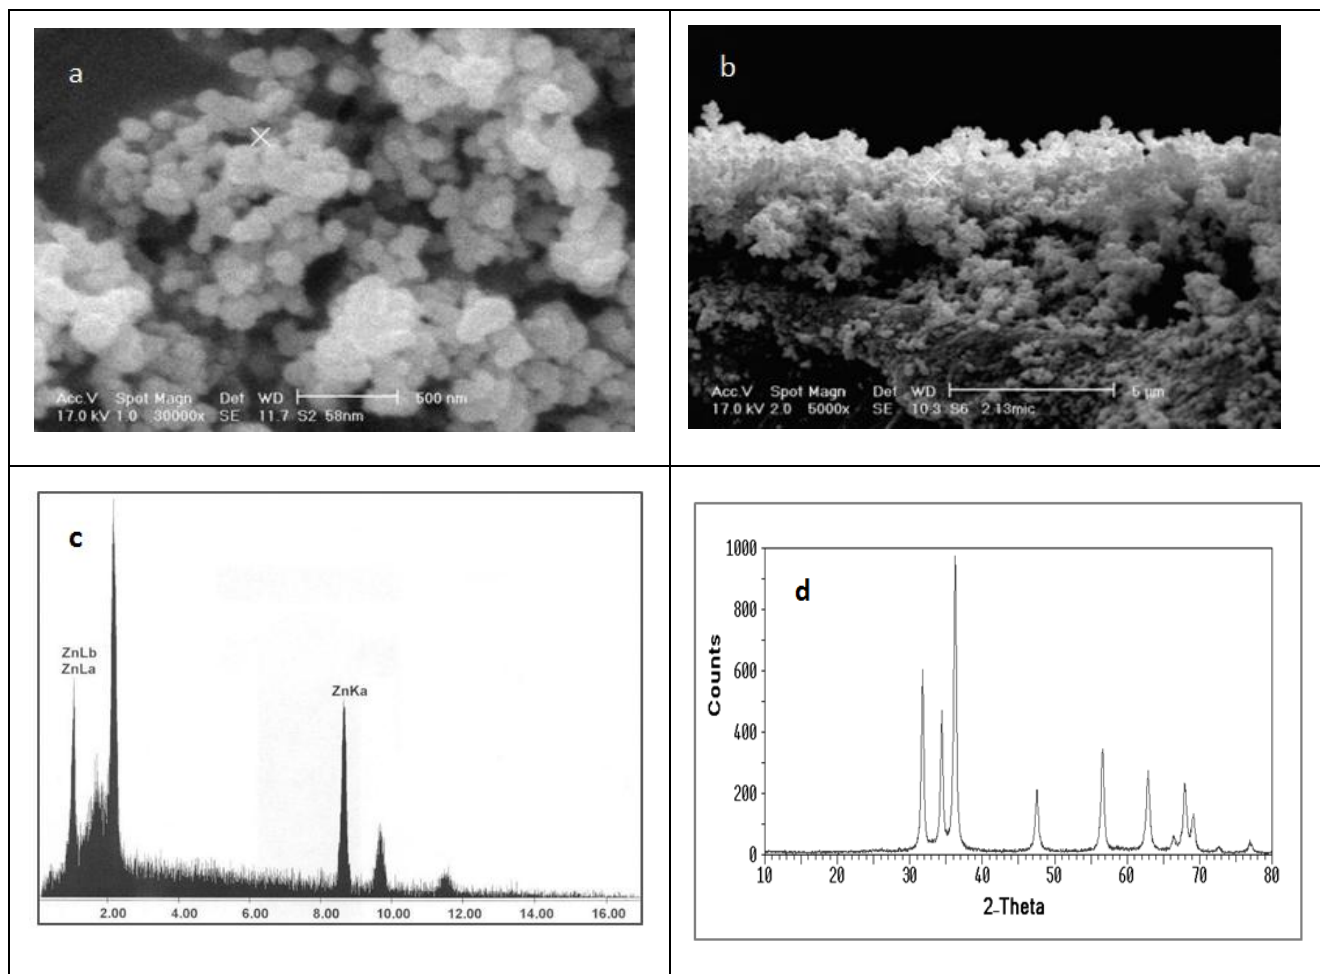 a
Acc.V Spot Magn Det WD 500 nm
17.0 kV 1.0 30000x SE 11.7 S2 58nm
b
Acc.V Spot Magn Det WD 5 µm
17.0 kV 2.0 5000x SE 10.3 S6 2.13mic
c
ZnLb
ZnLa
ZnKa
2.00 4.00 6.00 8.00 10.00 12.00 14.00 16.00
d
Counts
1000
800
600
400
200
0
10 20 30 40 50 60 70 80
2-Theta